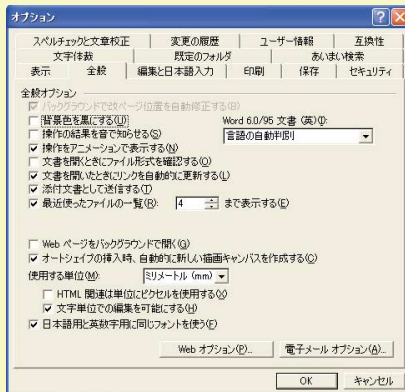 オプション
スペルチェックと文章校正 変更の履歴 ユーザー情報 互換性
文字体裁 既定のフォルダ あいまい検索
表示 全般 編集と日本語入力 印刷 保存 セキュリティ
全般オプション
バックグラウンドで改ページ位置を自動修正する(B)
背景色を黒にする(U) Word 6.0/95 文書 (英)(I):
操作の結果を音で知らせる(S) 言語の自動判別
操作をアニメーションで表示する(N)
文書を開くときにファイル形式を確認する(O)
文書を開いたときにリンクを自動的に更新する(L)
添付文書として送信する(T)
最近使ったファイルの一覧(R): 4 まで表示する(E)
Web ページをバックグラウンドで開く(G)
オートシェイプの挿入時、自動的に新しい描画キャンバスを作成する(C)
使用する単位(M): ミリメートル (mm)
HTML 関連は単位にピクセルを使用する(X)
文字単位での編集を可能にする(H)
日本語用と英数字用に同じフォントを使う(F)
Web オプション(P)... 電子メール オプション(A)...
OK キャンセル